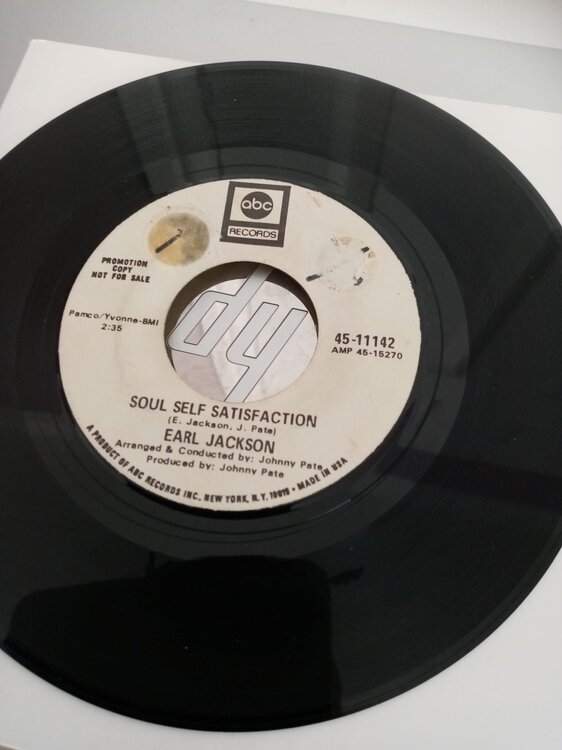 abc
RECORDS
PROMOTION
COPY
NOT FOR SALE
Pamco/Yvonne-BMI
2:35
dy
45-11142
AMP 45-15270
SOUL SELF SATISFACTION
(E. Jackson, J. Pate)
EARL JACKSON
Arranged & Conducted by: Johnny Pate
Produced by: Johnny Pate
A PRODUCT OF ABC RECORDS INC., NEW YORK, N.Y. 10019 • MADE IN USA